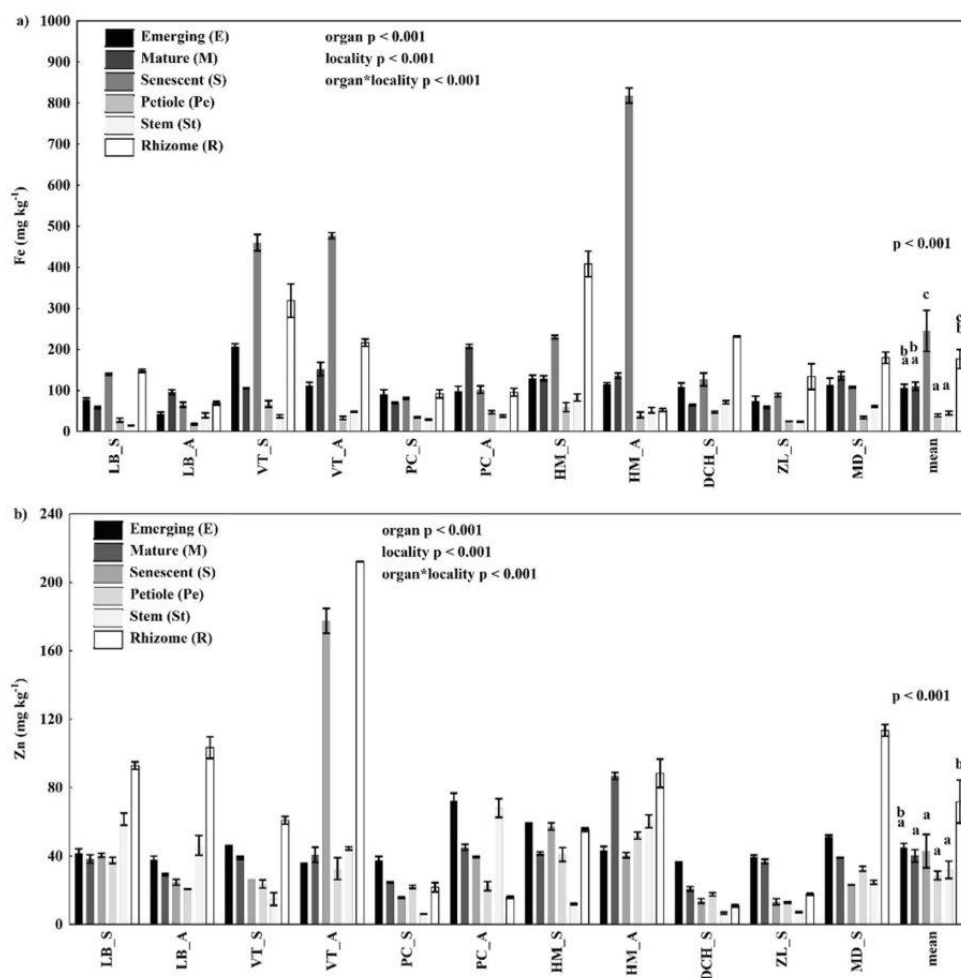 a)
1000
900
800
700
600
500
400
300
200
100
0
Fe (mg kg-1)
Emerging (E)
Mature (M)
Senescent (S)
Petiole (Pe)
Stem (St)
Rhizome (R)
organ p < 0.001
locality p < 0.001
organ*locality p < 0.001
p < 0.001
c
b b
a a
a a
c
b
LB_S
LB_A
VT_S
VT_A
PC_S
PC_A
HM_S
HM_A
DCH_S
ZL_S
MD_S
mean
b)
240
200
160
120
80
40
0
Zn (mg kg-1)
Emerging (E)
Mature (M)
Senescent (S)
Petiole (Pe)
Stem (St)
Rhizome (R)
organ p < 0.001
locality p < 0.001
organ*locality p < 0.001
p < 0.001
b
b
a
a
a
a
a
LB_S
LB_A
VT_S
VT_A
PC_S
PC_A
HM_S
HM_A
DCH_S
ZL_S
MD_S
mean